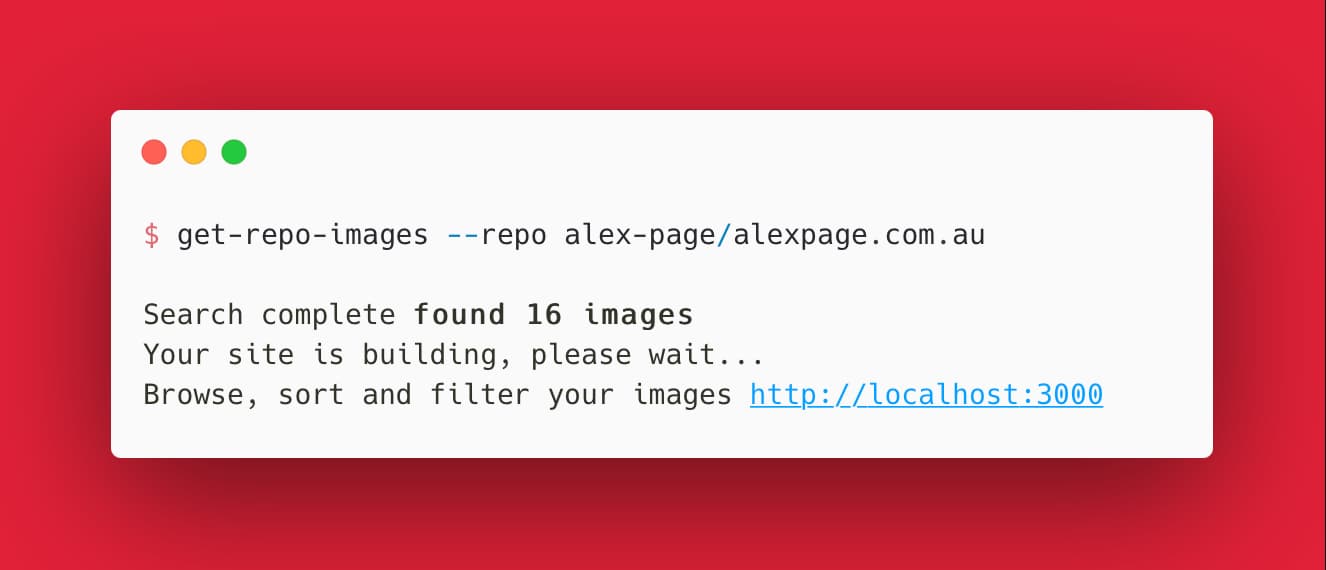 $ get-repo-images --repo alex-page/alexpage.com.au
Search complete found 16 images
Your site is building, please wait...
Browse, sort and filter your images http://localhost:3000